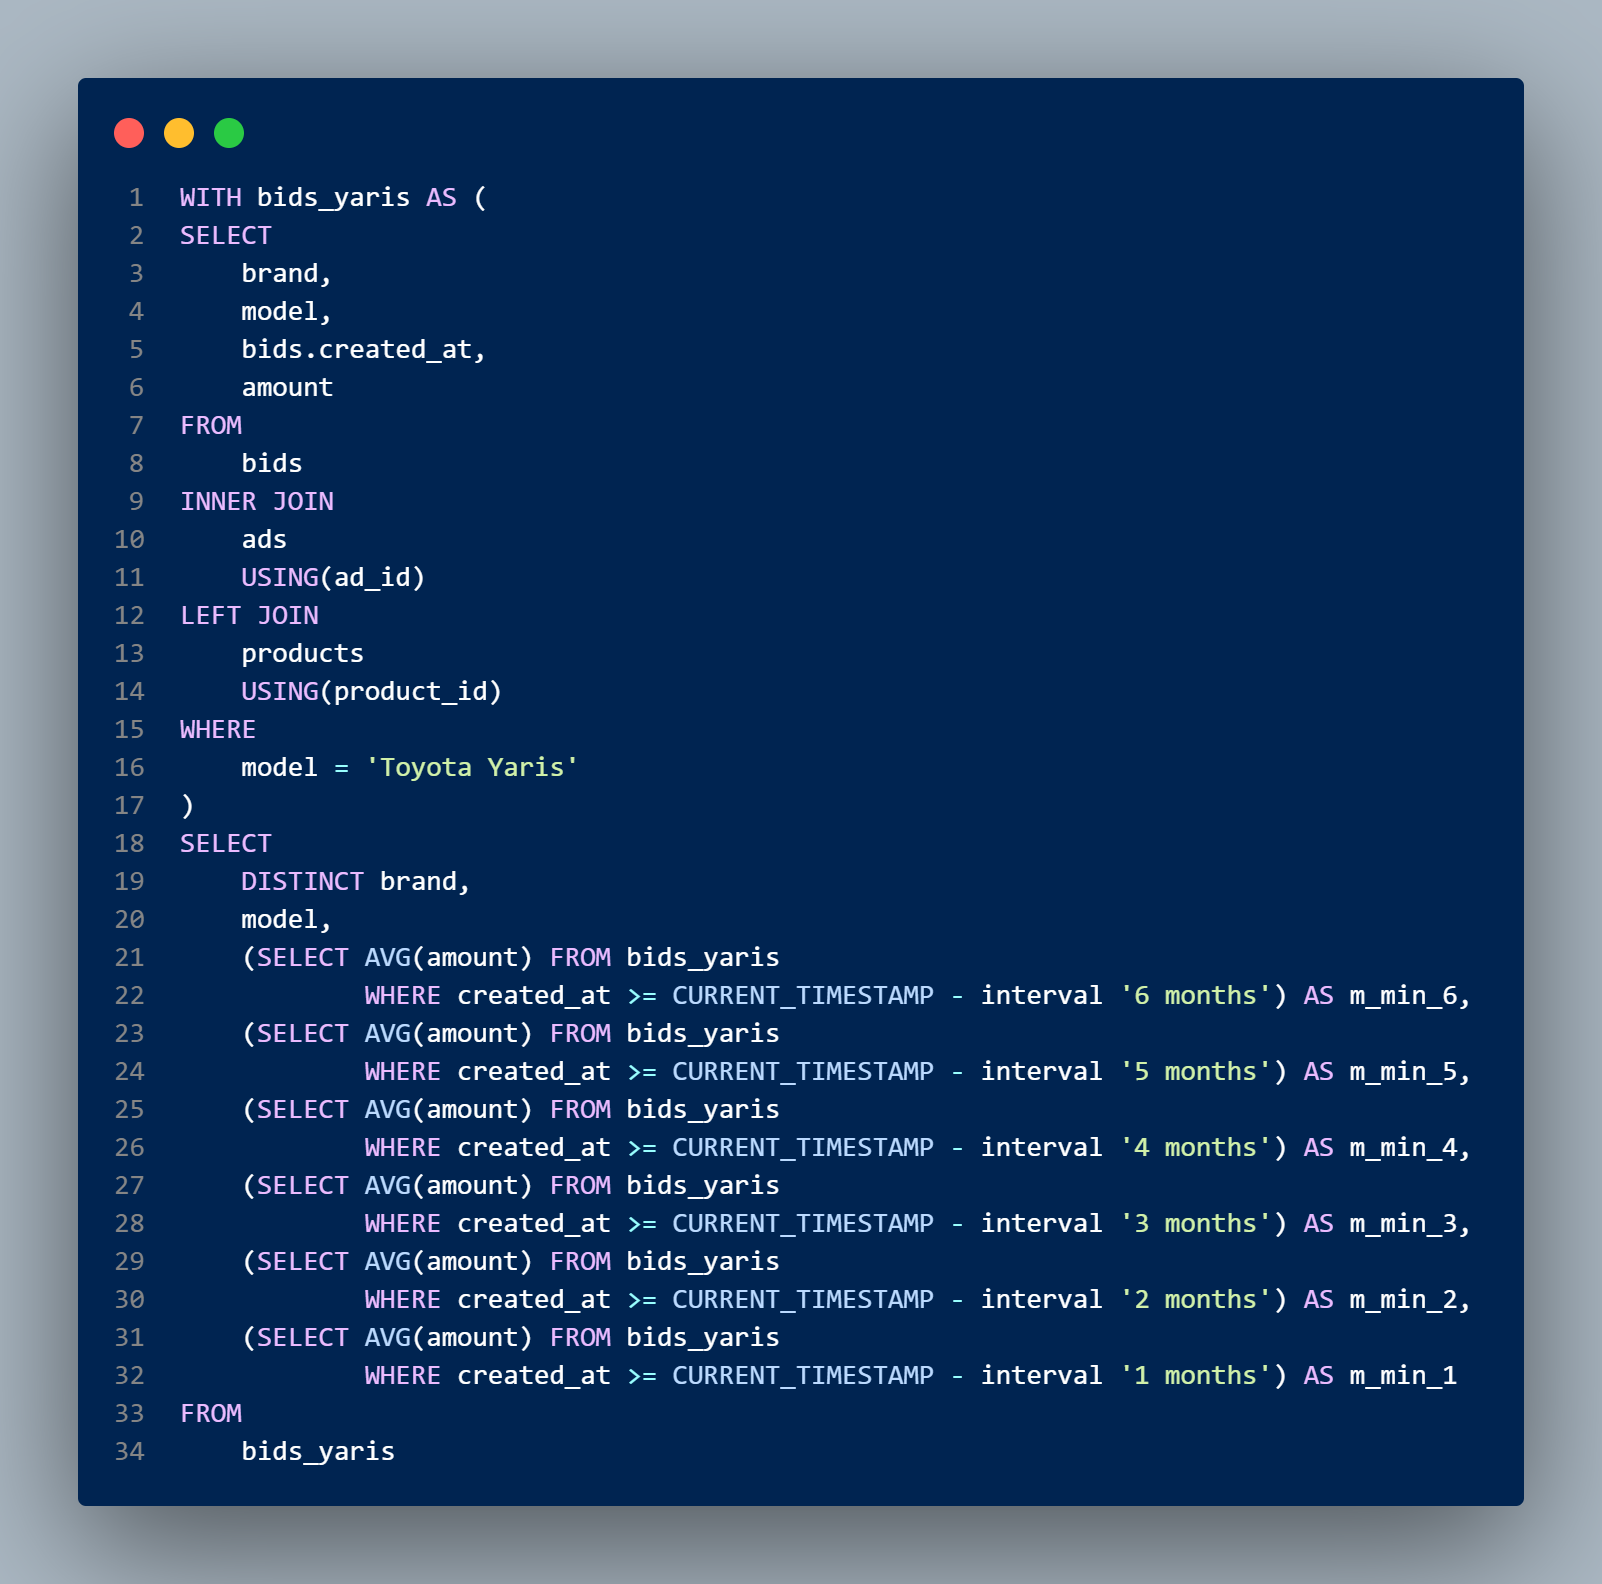 1 WITH bids_yaris AS (
2 SELECT
3     brand,
4     model,
5     bids.created_at,
6     amount
7 FROM
8     bids
9 INNER JOIN
10     ads
11     USING(ad_id)
12 LEFT JOIN
13     products
14     USING(product_id)
15 WHERE
16     model = 'Toyota Yaris'
17 )
18 SELECT
19     DISTINCT brand,
20     model,
21     (SELECT AVG(amount) FROM bids_yaris
22             WHERE created_at >= CURRENT_TIMESTAMP - interval '6 months') AS m_min_6,
23     (SELECT AVG(amount) FROM bids_yaris
24             WHERE created_at >= CURRENT_TIMESTAMP - interval '5 months') AS m_min_5,
25     (SELECT AVG(amount) FROM bids_yaris
26             WHERE created_at >= CURRENT_TIMESTAMP - interval '4 months') AS m_min_4,
27     (SELECT AVG(amount) FROM bids_yaris
28             WHERE created_at >= CURRENT_TIMESTAMP - interval '3 months') AS m_min_3,
29     (SELECT AVG(amount) FROM bids_yaris
30             WHERE created_at >= CURRENT_TIMESTAMP - interval '2 months') AS m_min_2,
31     (SELECT AVG(amount) FROM bids_yaris
32             WHERE created_at >= CURRENT_TIMESTAMP - interval '1 months') AS m_min_1
33 FROM
34     bids_yaris